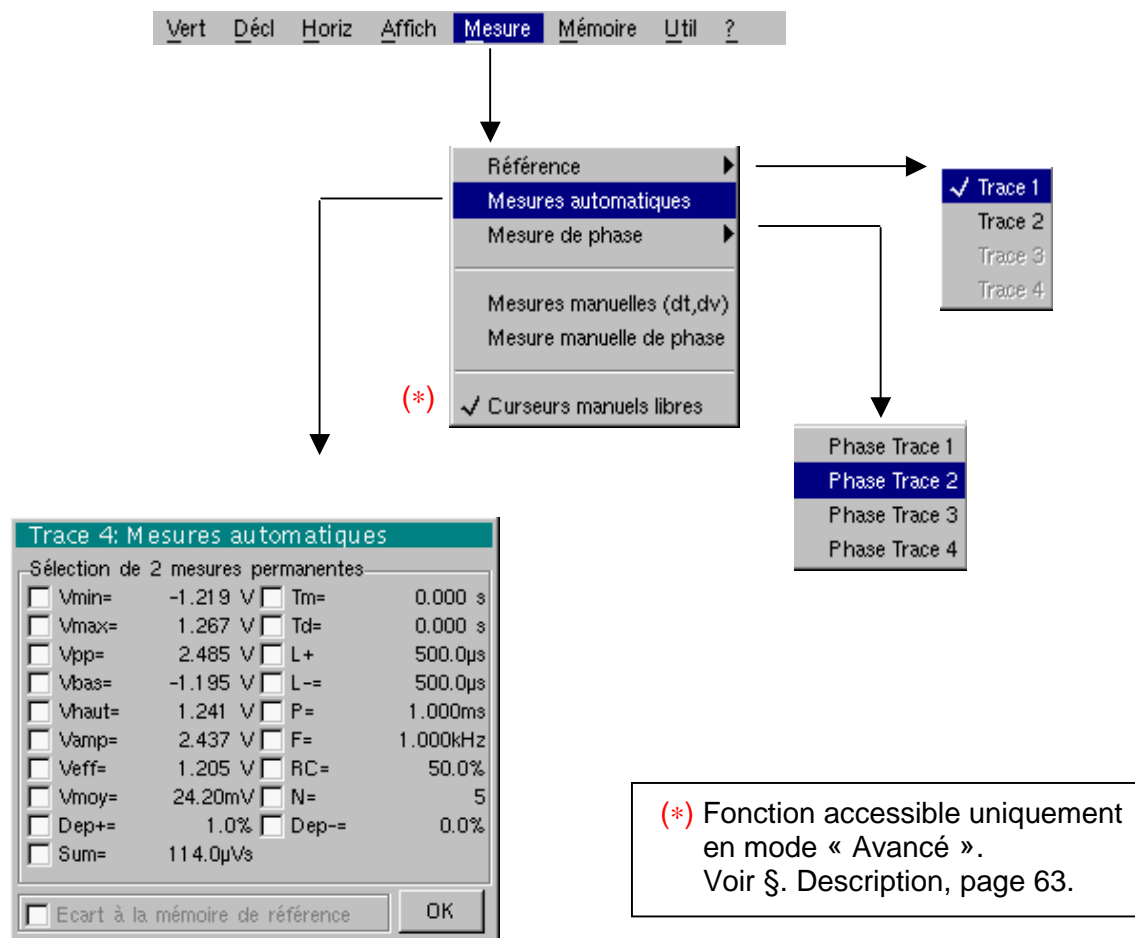 Vert Décl Horiz Affich Mesure Mémoire Util ?
Référence
Mesures automatiques
Mesure de phase
Mesures manuelles (dt,dv)
Mesure manuelle de phase
(*) ✓ Curseurs manuels libres
✓ Trace 1
Trace 2
Trace 3
Trace 4
Phase Trace 1
Phase Trace 2
Phase Trace 3
Phase Trace 4
Trace 4: Mesures automatiques
Sélection de 2 mesures permanentes
Vmin= -1.219 V Tm= 0.000 s
Vmax= 1.267 V Td= 0.000 s
Vpp= 2.485 V L+ 500.0µs
Vbas= -1.195 V L-= 500.0µs
Vhaut= 1.241 V P= 1.000ms
Vamp= 2.437 V F= 1.000kHz
Veff= 1.205 V RC= 50.0%
Vmoy= 24.20mV N= 5
Dep+= 1.0% Dep-= 0.0%
Sum= 114.0µVs
Ecart à la mémoire de référence OK
(*) Fonction accessible uniquement
en mode « Avancé ».
Voir §. Description, page 63.